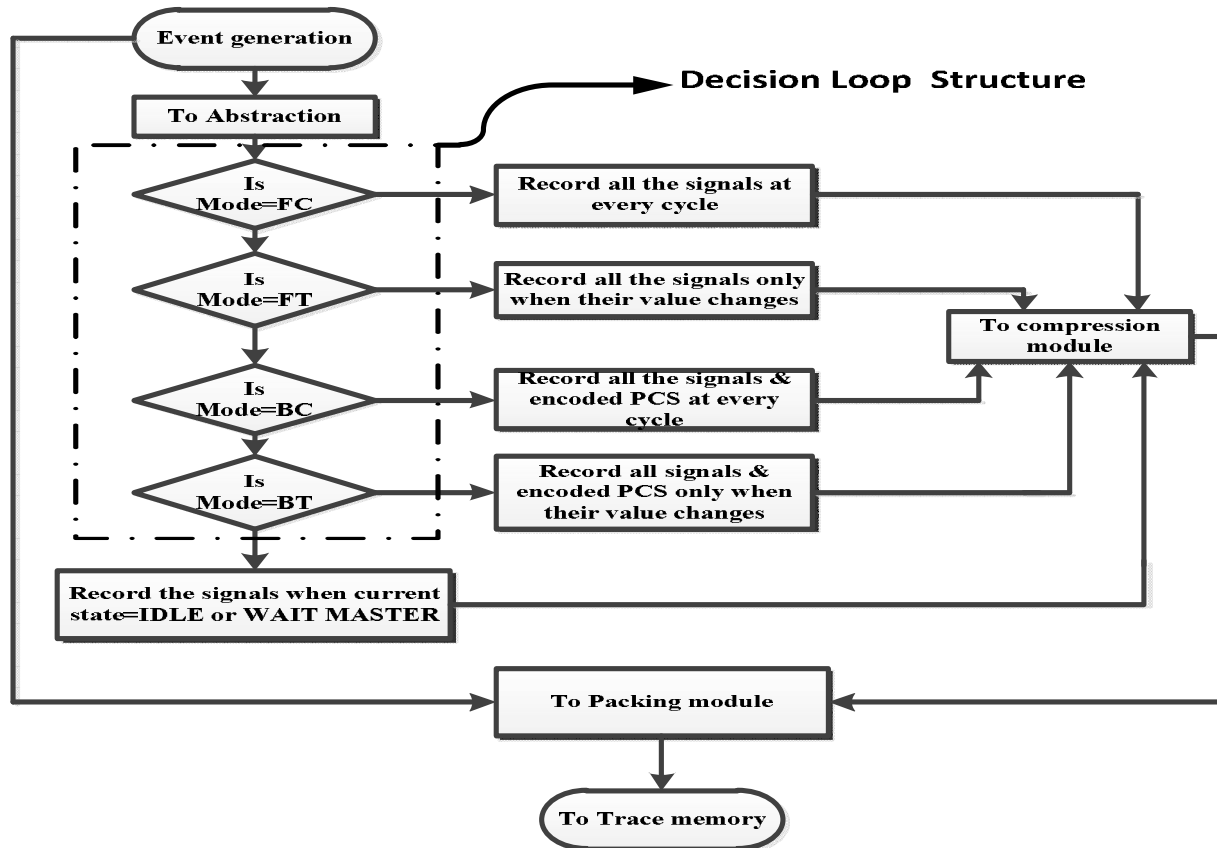 Event generation
Decision Loop Structure
To Abstraction
Is
Mode=FC
Record all the signals at
every cycle
Is
Mode=FT
Record all the signals only
when their value changes
To compression
module
Is
Mode=BC
Record all the signals &
encoded PCS at every
cycle
Is
Mode=BT
Record all signals &
encoded PCS only when
their value changes
Record the signals when current
state=IDLE or WAIT MASTER
To Packing module
To Trace memory